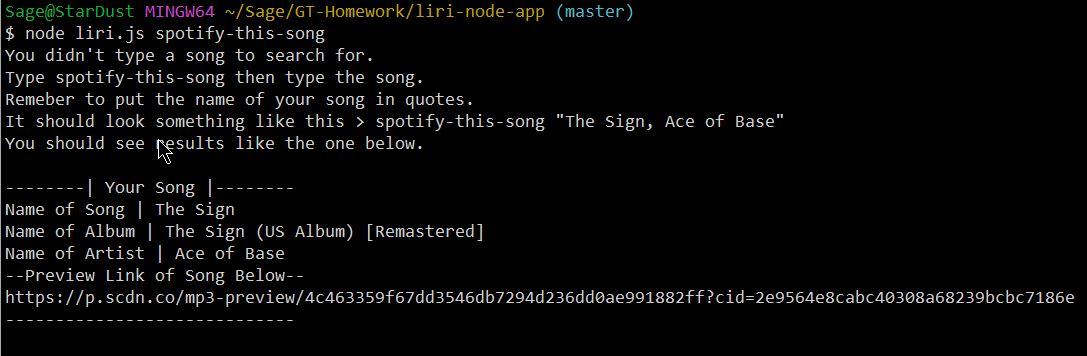 Sage@StarDust MINGW64 ~/Sage/GT-Homework/liri-node-app (master)
$ node liri.js spotify-this-song
You didn't type a song to search for.
Type spotify-this-song then type the song.
Remeber to put the name of your song in quotes.
It should look something like this > spotify-this-song "The Sign, Ace of Base"
You should see results like the one below.
--------| Your Song |--------
Name of Song | The Sign
Name of Album | The Sign (US Album) [Remastered]
Name of Artist | Ace of Base
--Preview Link of Song Below--
https://p.scdn.co/mp3-preview/4c463359f67dd3546db7294d236dd0ae991882ff?cid=2e9564e8cabc40308a68239bcbc7186e
-----------------------------